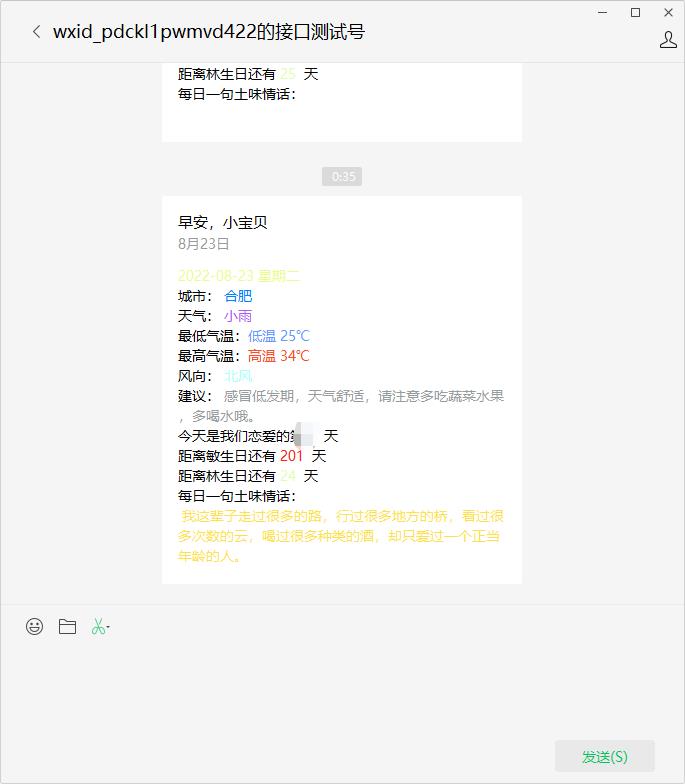 wxid_pdckl1pwmvd422的接口测试号
距离林生日还有 25 天
每日一句土味情话：
0:35
早安，小宝贝
8月23日
2022-08-23 星期二
城市： 合肥
天气： 小雨
最低气温：低温 25℃
最高气温：高温 34℃
风向： 北风
建议： 感冒低发期，天气舒适，请注意多吃蔬菜水果
，多喝水哦。
今天是我们恋爱的 天
距离敏生日还有 201 天
距离林生日还有 24 天
每日一句土味情话：
我这辈子走过很多的路，行过很多地方的桥，看过很
多次数的云，喝过很多种类的酒，却只爱过一个正当
年龄的人。
发送(S)